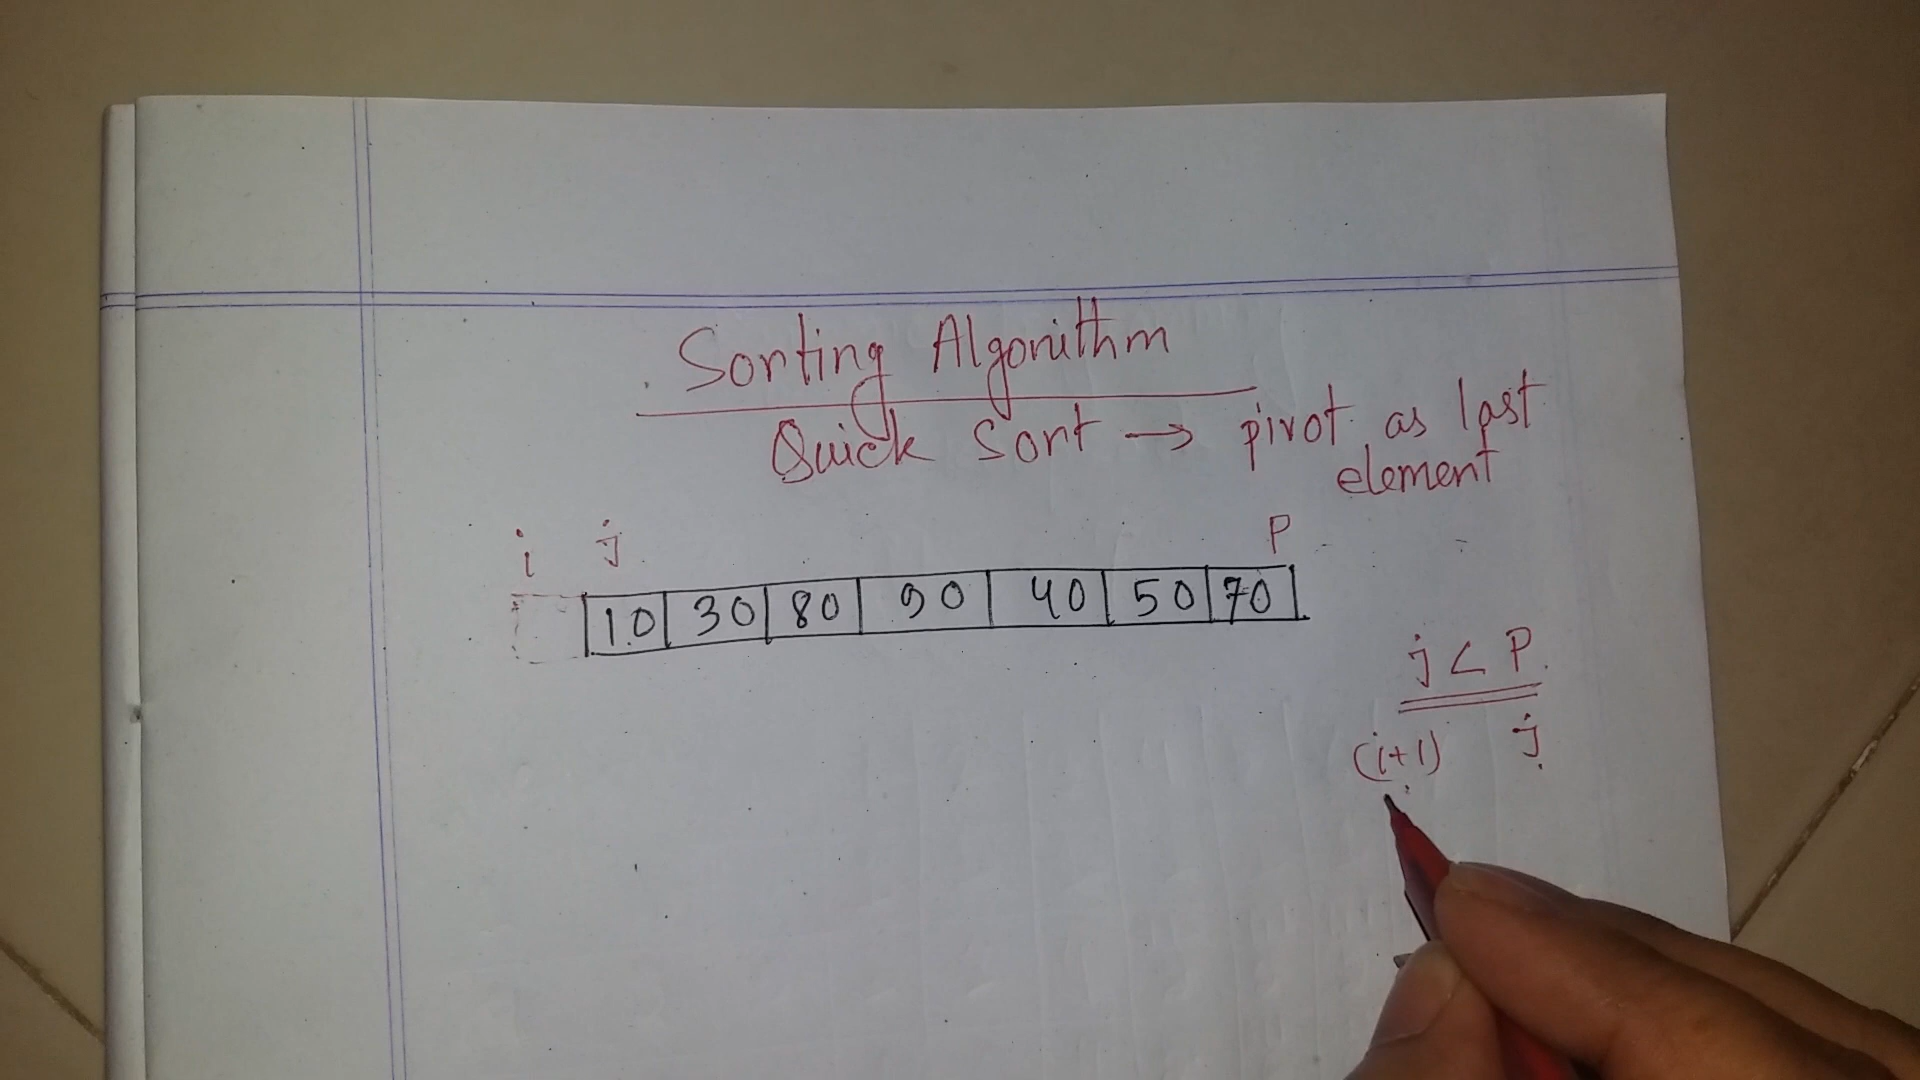 Sorting Algorithm
Quick Sort → pivot as last
element
i j P
10 30 80 90 40 50 70
j < P
(i+1) j